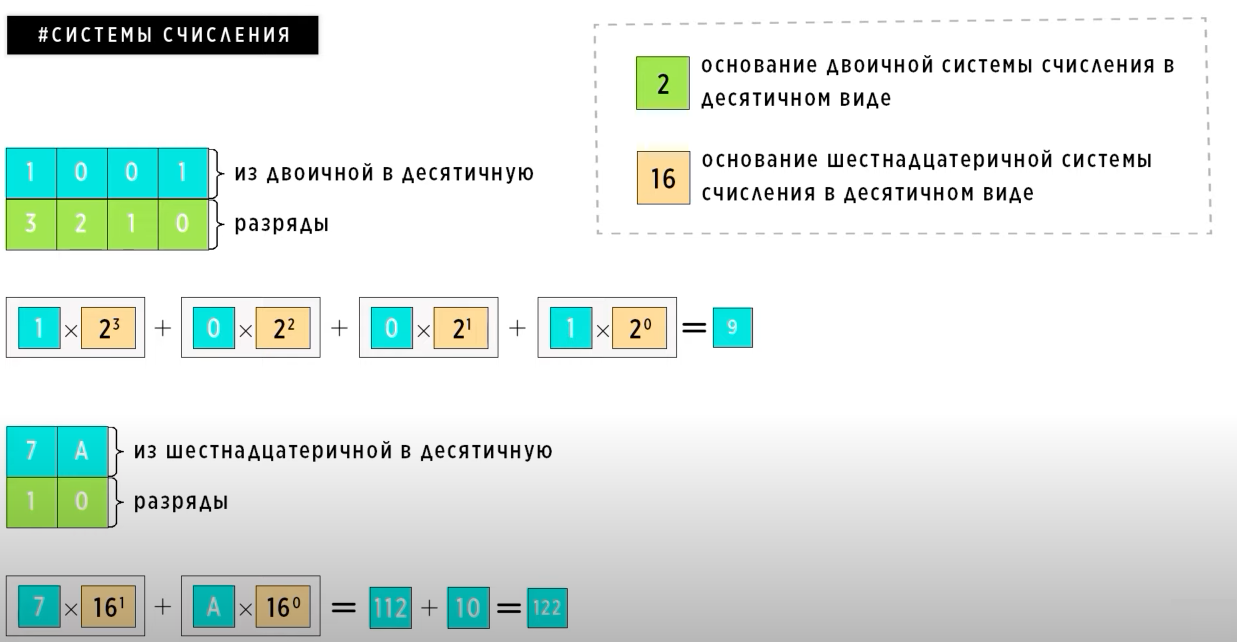 #СИСТЕМЫ СЧИСЛЕНИЯ
2 основание двоичной системы счисления в
десятичном виде
16 основание шестнадцатеричной системы
счисления в десятичном виде
1 0 0 1 из двоичной в десятичную
3 2 1 0 разряды
1 × 2³ + 0 × 2² + 0 × 2¹ + 1 × 2⁰ = 9
7 A из шестнадцатеричной в десятичную
1 0 разряды
7 × 16¹ + A × 16⁰ = 112 + 10 = 122